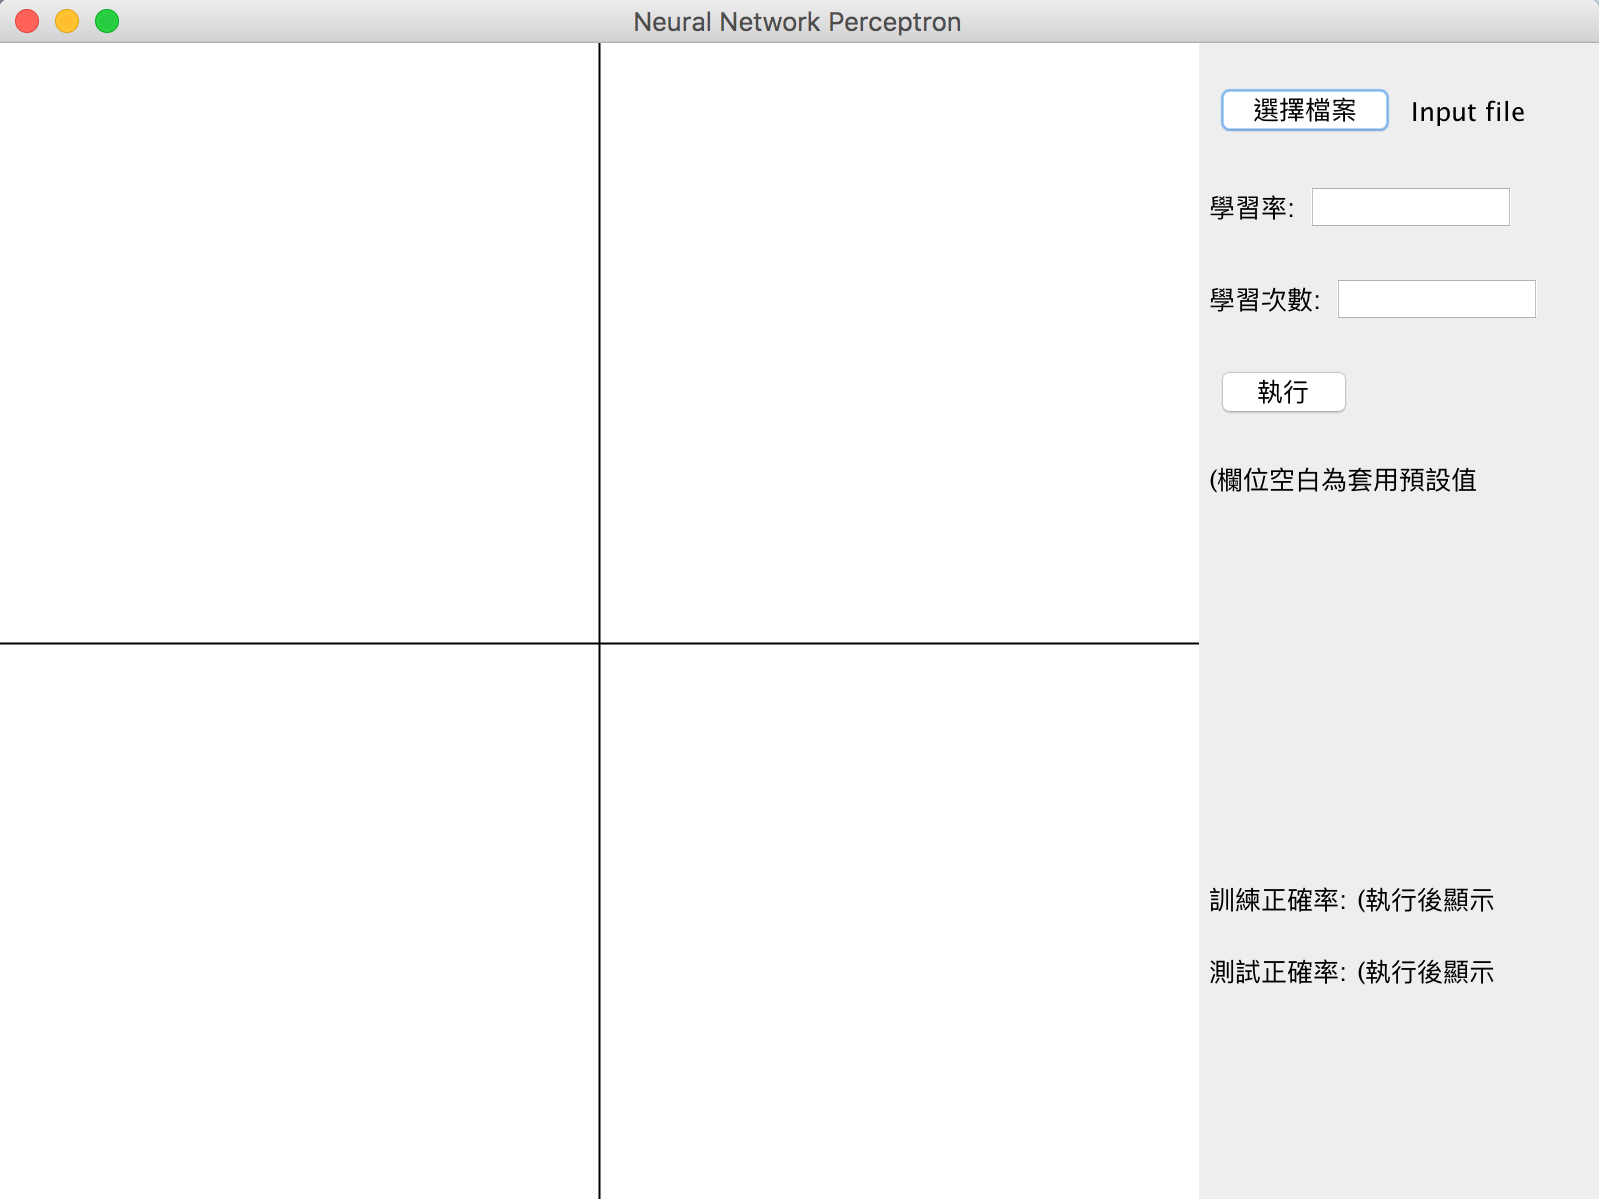 Neural Network Perceptron
選擇檔案 Input file
學習率:
學習次數:
執行
(欄位空白為套用預設值
訓練正確率: (執行後顯示
測試正確率: (執行後顯示